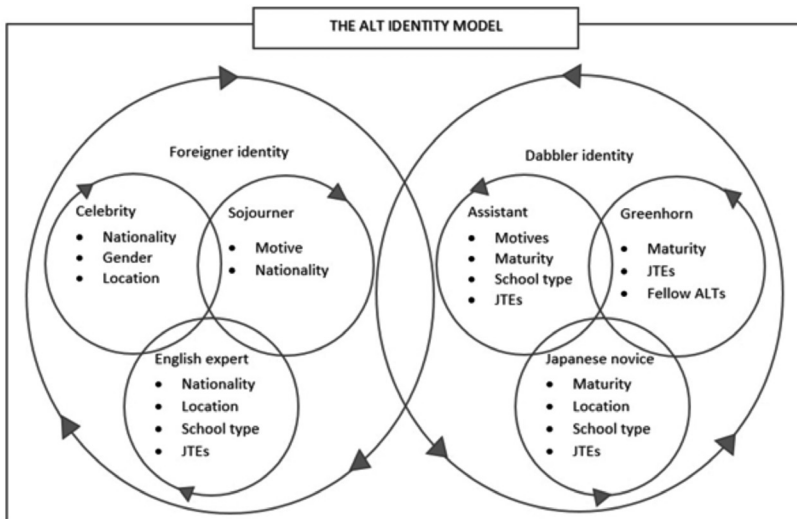 THE ALT IDENTITY MODEL
Foreigner identity
Celebrity
• Nationality
• Gender
• Location
Sojourner
• Motive
• Nationality
English expert
• Nationality
• Location
• School type
• JTEs
Dabbler identity
Assistant
• Motives
• Maturity
• School type
• JTEs
Greenhorn
• Maturity
• JTEs
• Fellow ALTs
Japanese novice
• Maturity
• Location
• School type
• JTEs